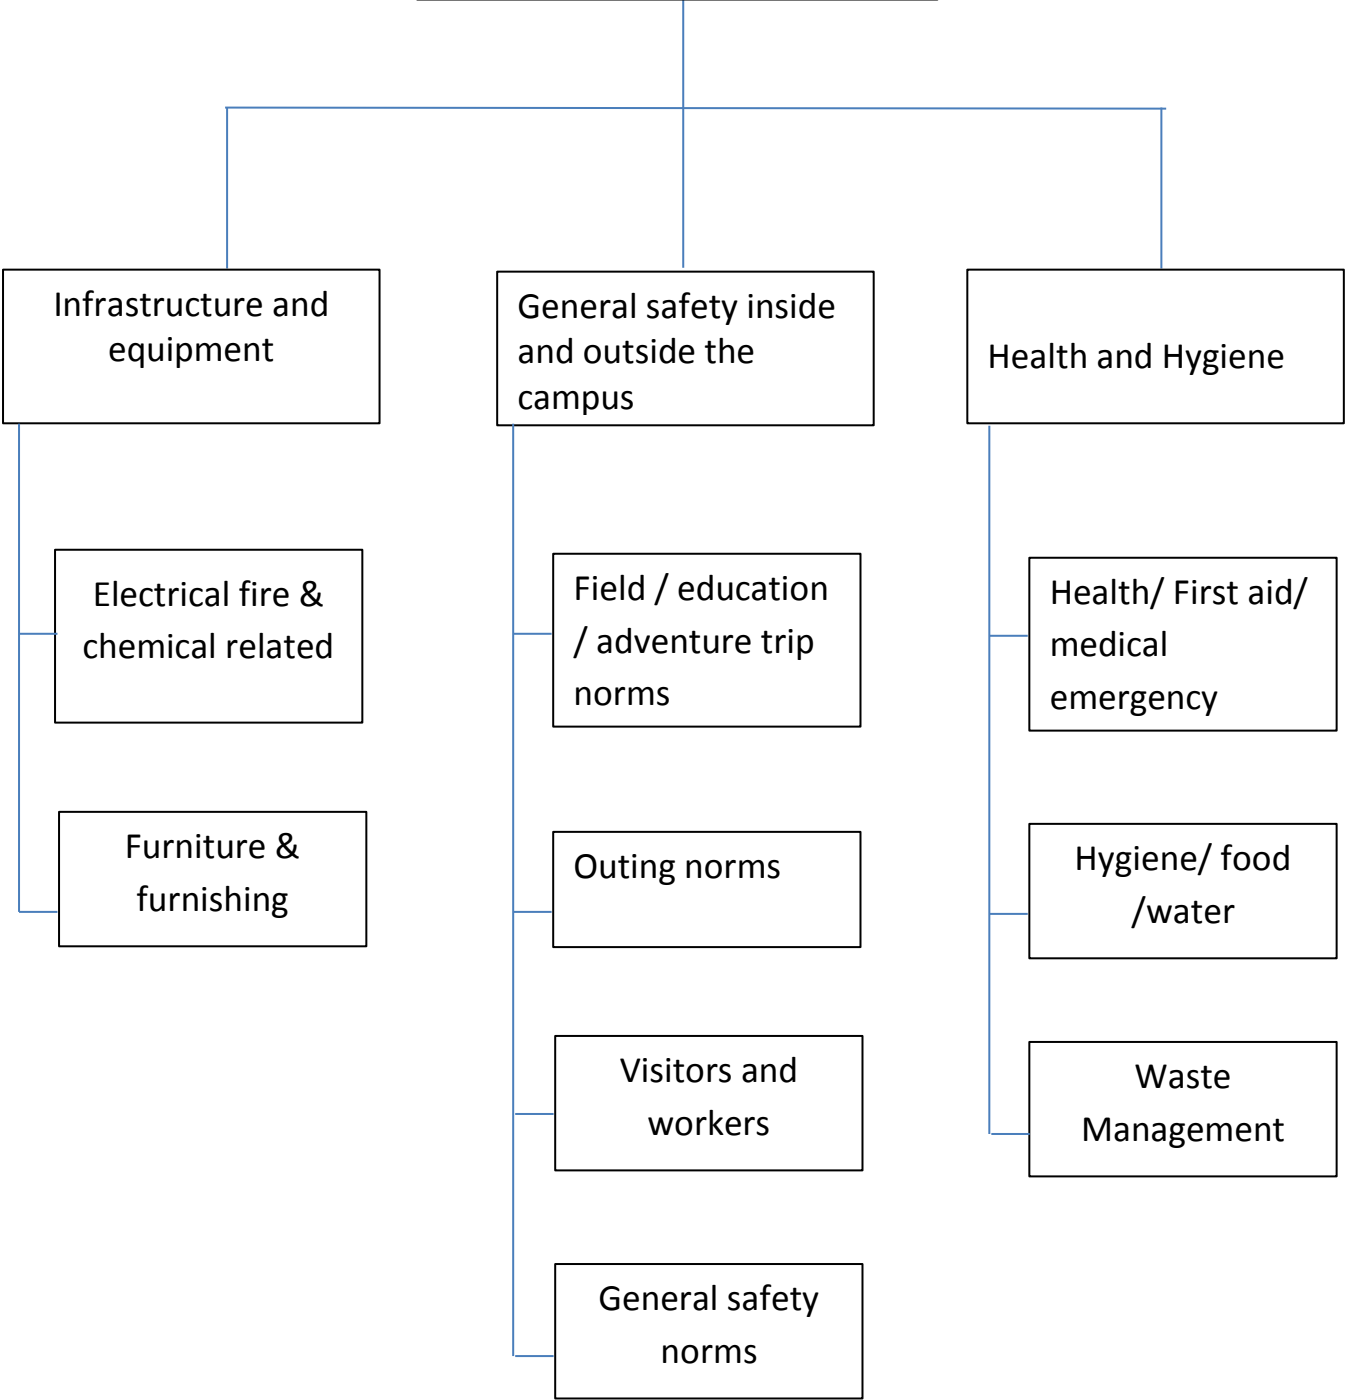 Infrastructure and
equipment
General safety inside
and outside the
campus
Health and Hygiene
Electrical fire &
chemical related
Furniture &
furnishing
Field / education
/ adventure trip
norms
Outing norms
Visitors and
workers
General safety
norms
Health/ First aid/
medical
emergency
Hygiene/ food
/water
Waste
Management